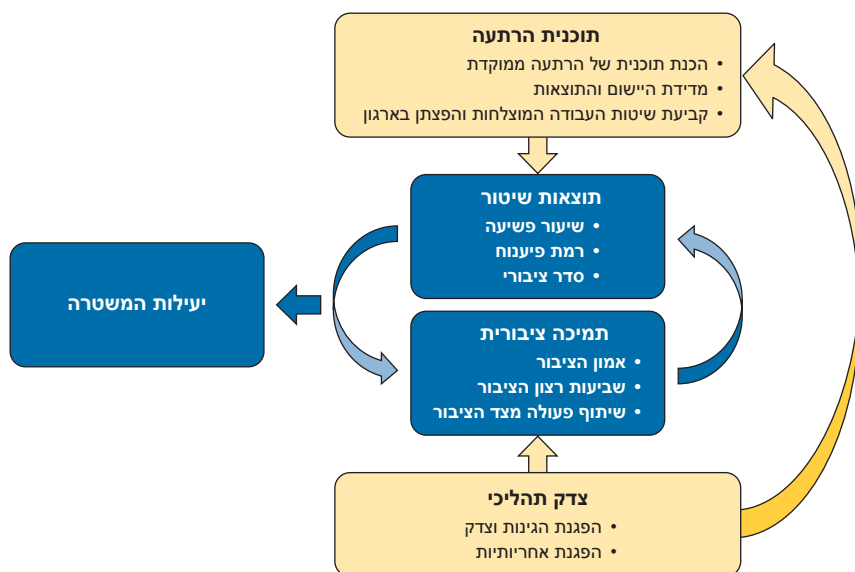 תוכנית הרתעה
• הכנת תוכנית של הרתעה ממוקדת
• מדידת היישום והתוצאות
• קביעת שיטות העבודה המוצלחות והפצתן בארגון
תוצאות שיטור
• שיעור פשיעה
• רמת פיענוח
• סדר ציבורי
יעילות המשטרה
תמיכה ציבורית
• אמון הציבור
• שביעות רצון הציבור
• שיתוף פעולה מצד הציבור
צדק תהליכי
• הפגנת הגינות וצדק
• הפגנת אחריותיות